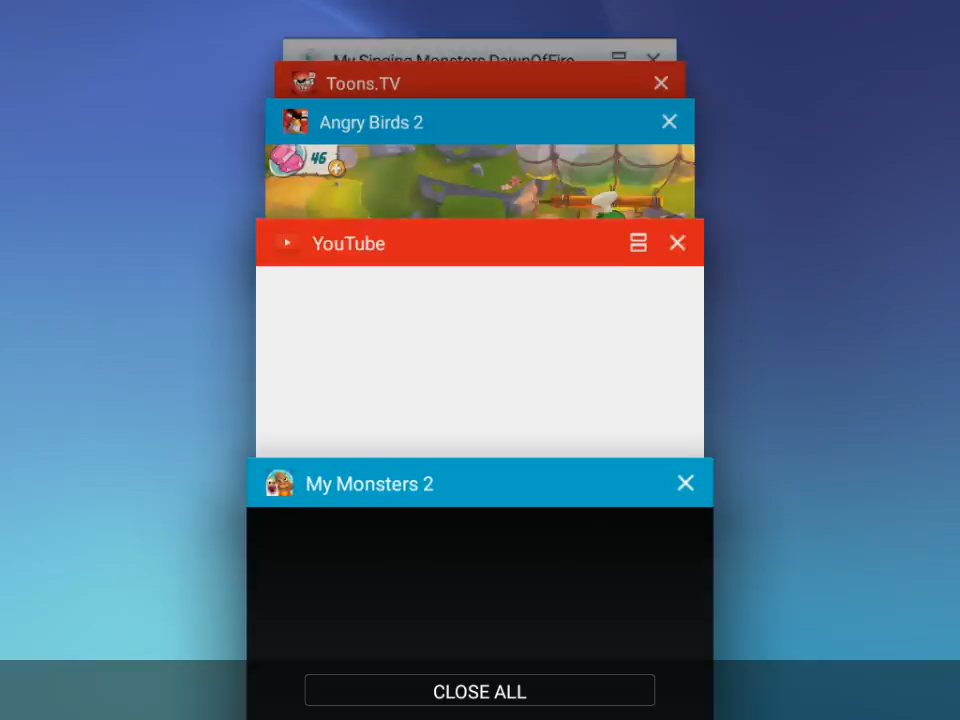 My Singing Monsters DawnOfFire
Toons.TV
Angry Birds 2
46
YouTube
My Monsters 2
CLOSE ALL